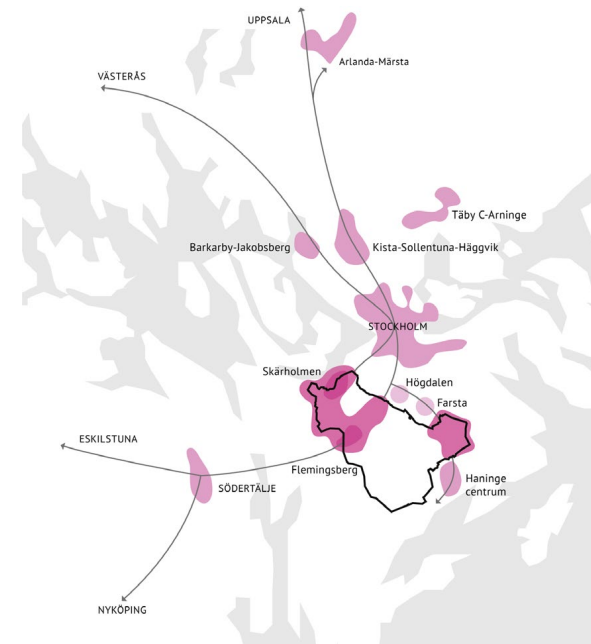 UPPSALA
Arlanda-Märsta
VÄSTERÅS
Täby C-Arninge
Barkarby-Jakobsberg
Kista-Sollentuna-Häggvik
STOCKHOLM
Skärholmen
Högdalen
Farsta
ESKILSTUNA
Flemingsberg
SÖDERTÄLJE
Haninge
centrum
NYKÖPING